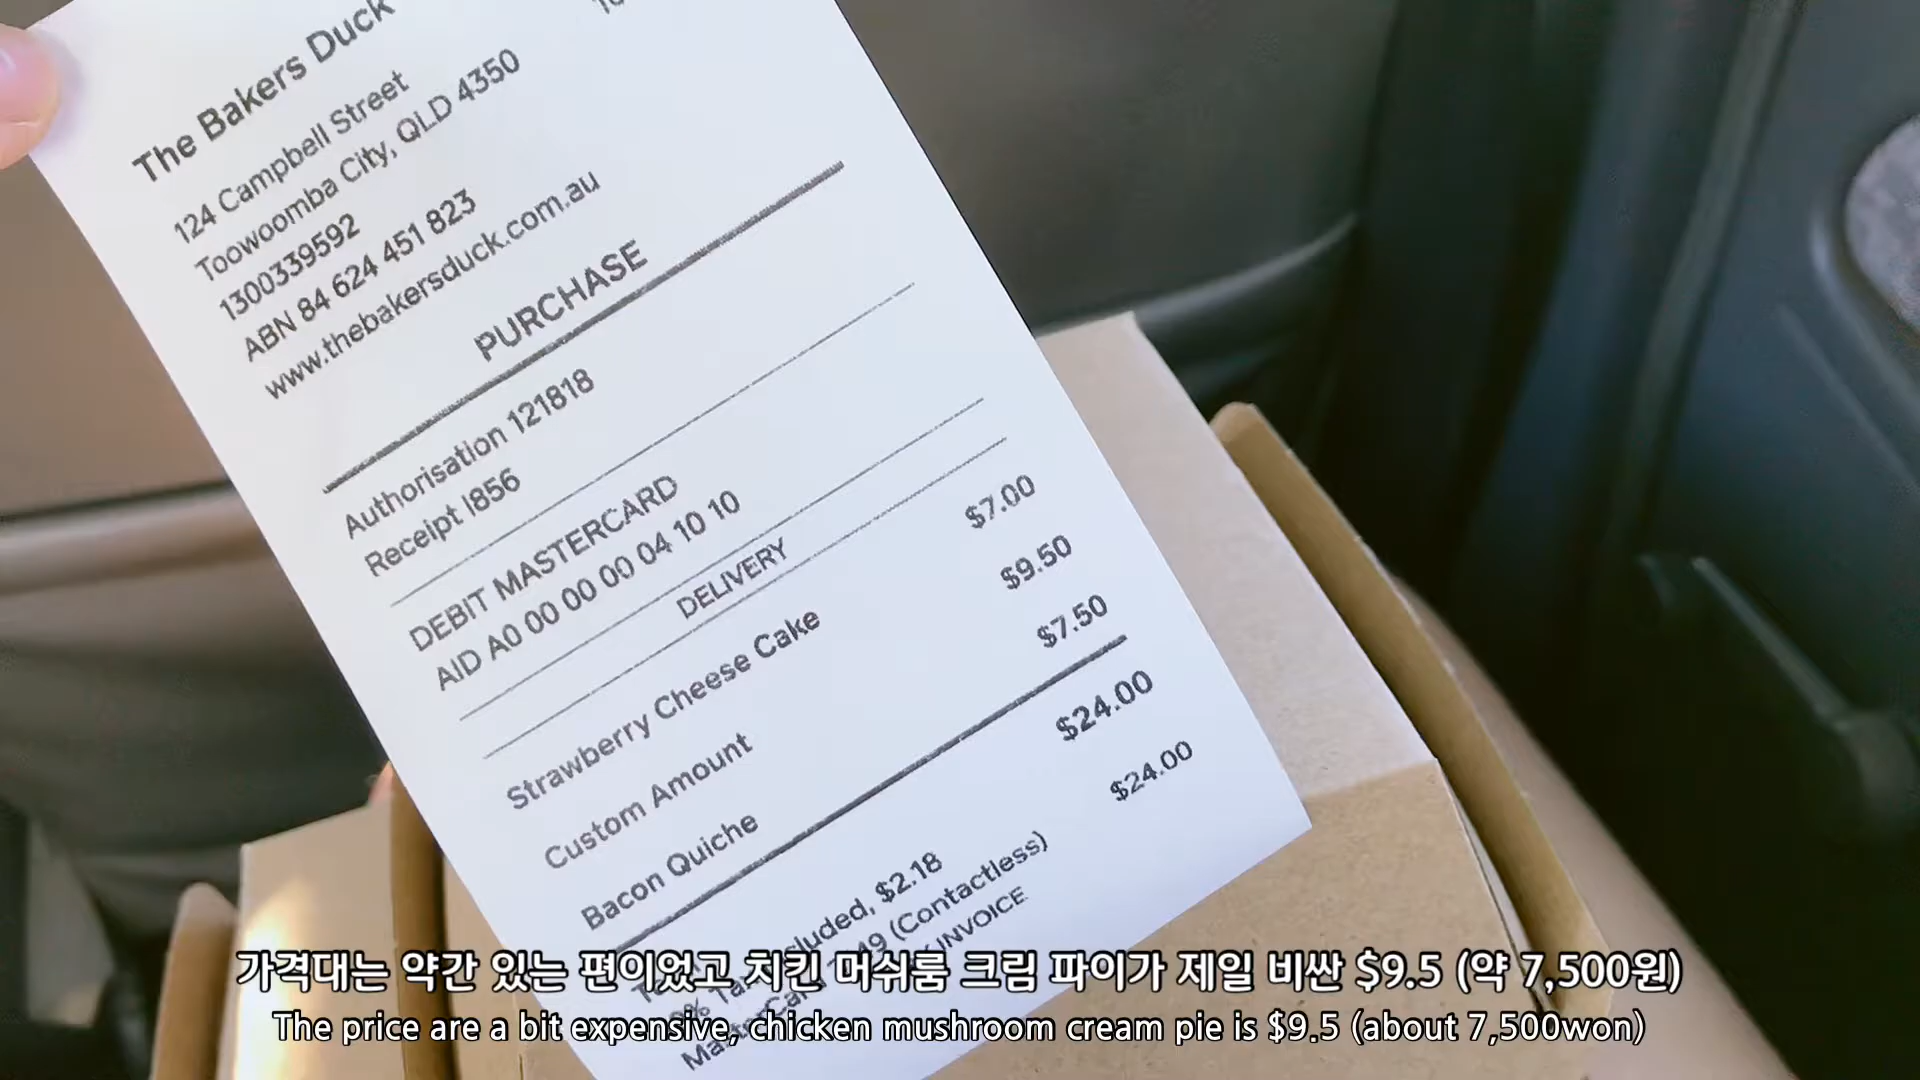 The Bakers Duck
124 Campbell Street
Toowoomba City, QLD 4350
1300339592
ABN 84 624 451 823
www.thebakersduck.com.au
PURCHASE
Authorisation 121818
Receipt I856
DEBIT MASTERCARD
AID A0 00 00 00 04 10 10
DELIVERY
Strawberry Cheese Cake $7.00
Custom Amount $9.50
Bacon Quiche $7.50
$24.00
$24.00
$2.18
(Contactless)
가격대는 약간 있는 편이었고 치킨 머쉬룸 크림 파이가 제일 비싼 $9.5 (약 7,500원)
The price are a bit expensive, chicken mushroom cream pie is $9.5 (about 7,500won)